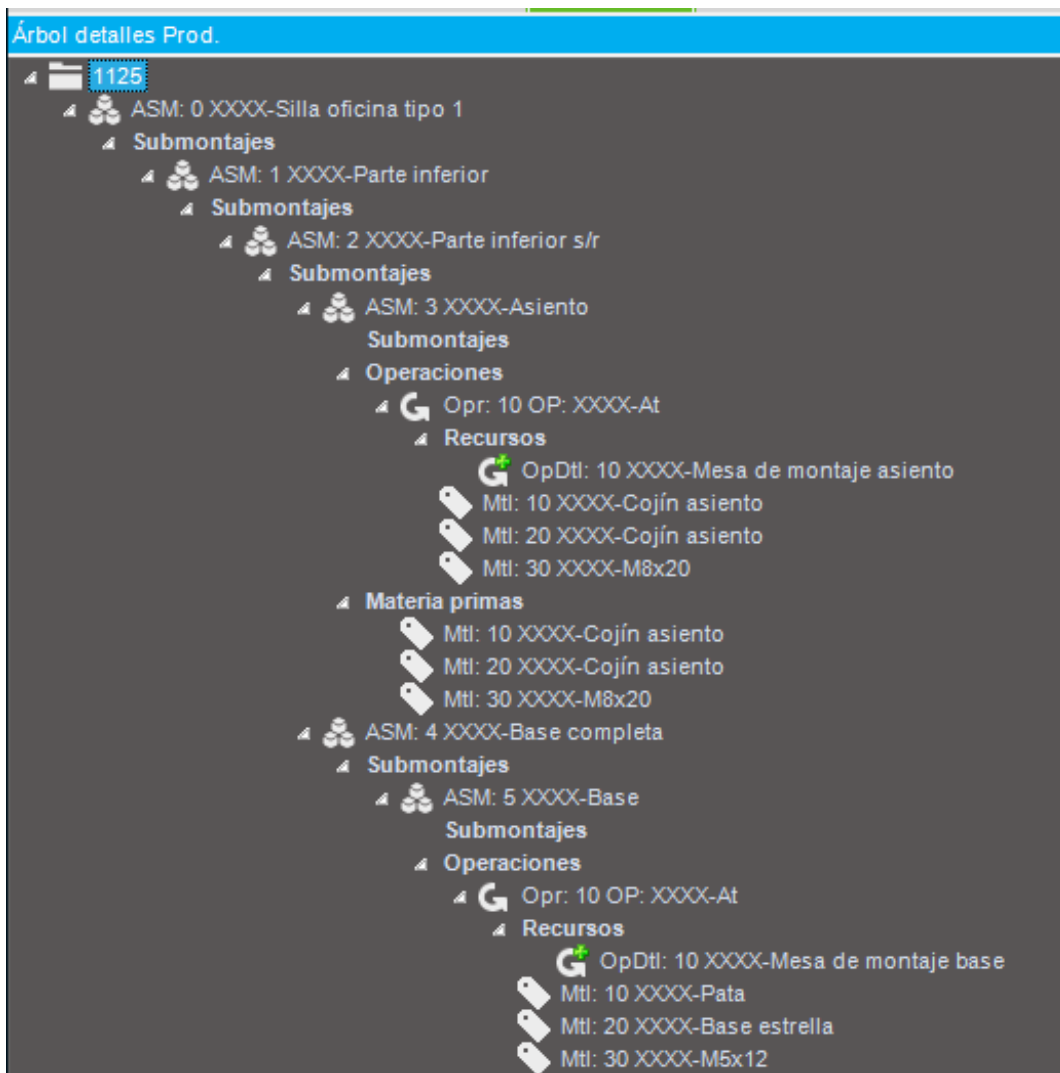 Árbol detalles Prod.
1125
ASM: 0 XXXX-Silla oficina tipo 1
Submontajes
ASM: 1 XXXX-Parte inferior
Submontajes
ASM: 2 XXXX-Parte inferior s/r
Submontajes
ASM: 3 XXXX-Asiento
Submontajes
Operaciones
Opr: 10 OP: XXXX-At
Recursos
OpDtl: 10 XXXX-Mesa de montaje asiento
Mtl: 10 XXXX-Cojín asiento
Mtl: 20 XXXX-Cojín asiento
Mtl: 30 XXXX-M8x20
Materia primas
Mtl: 10 XXXX-Cojín asiento
Mtl: 20 XXXX-Cojín asiento
Mtl: 30 XXXX-M8x20
ASM: 4 XXXX-Base completa
Submontajes
ASM: 5 XXXX-Base
Submontajes
Operaciones
Opr: 10 OP: XXXX-At
Recursos
OpDtl: 10 XXXX-Mesa de montaje base
Mtl: 10 XXXX-Pata
Mtl: 20 XXXX-Base estrella
Mtl: 30 XXXX-M5x12